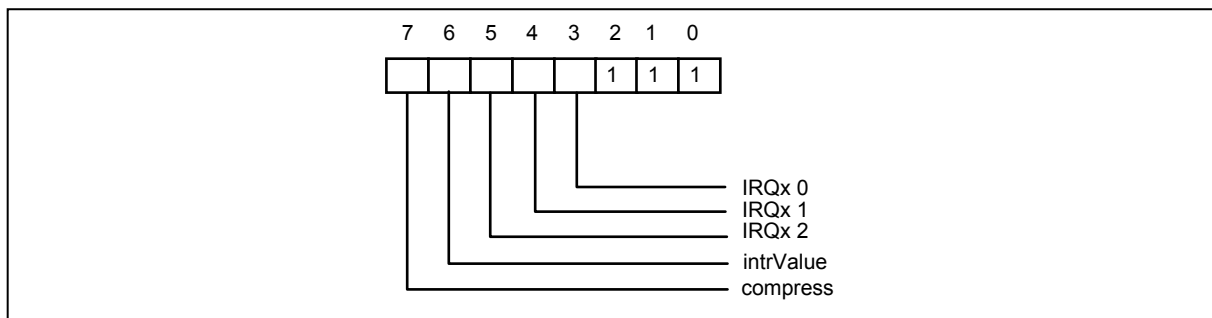 7 6 5 4 3 2 1 0
1 1 1
IRQx 0
IRQx 1
IRQx 2
intrValue
compress